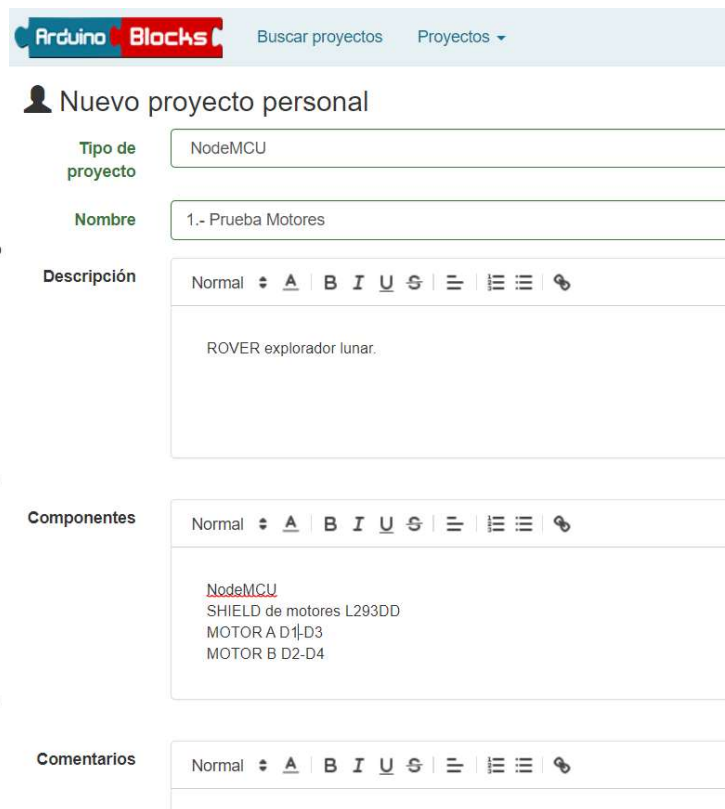 Arduino Blocks Buscar proyectos Proyectos
Nuevo proyecto personal
Tipo de
proyecto
NodeMCU
Nombre
1.- Prueba Motores
Descripción
Normal A B I U S
ROVER explorador lunar.
Componentes
Normal A B I U S
NodeMCU
SHIELD de motores L293DD
MOTOR A D1-D3
MOTOR B D2-D4
Comentarios
Normal A B I U S